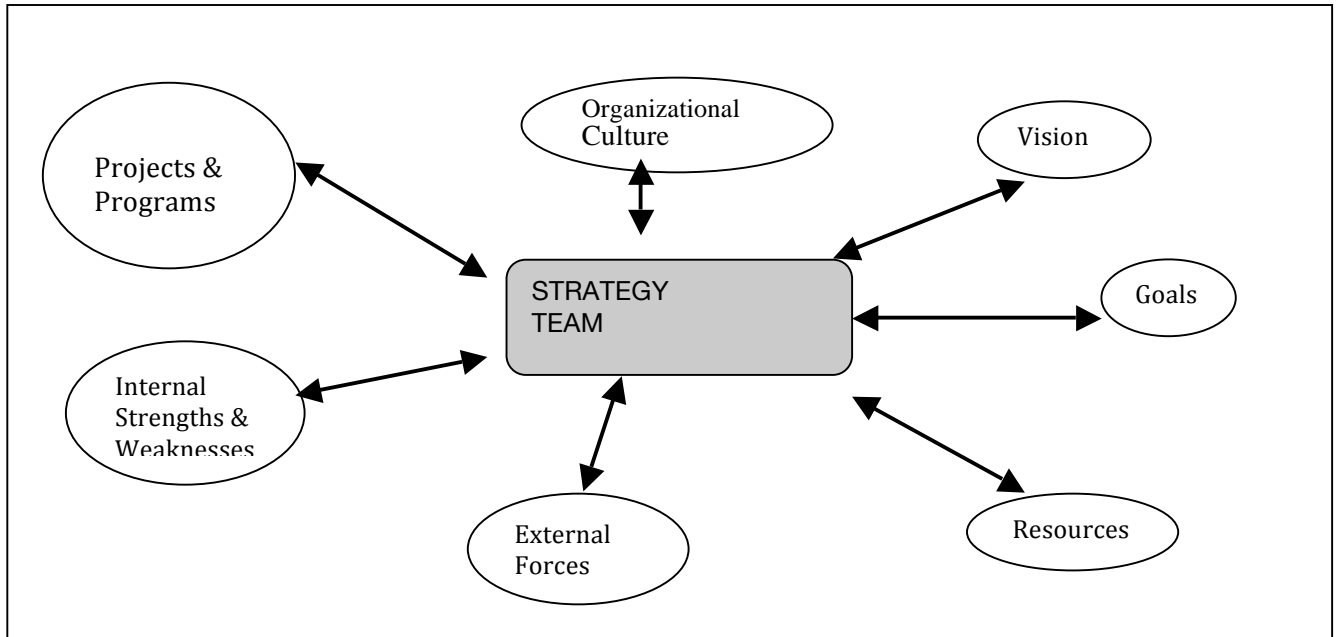 Organizational
Culture
Vision
Projects &
Programs
STRATEGY
TEAM
Goals
Internal
Strengths &
Weaknesses
External
Forces
Resources